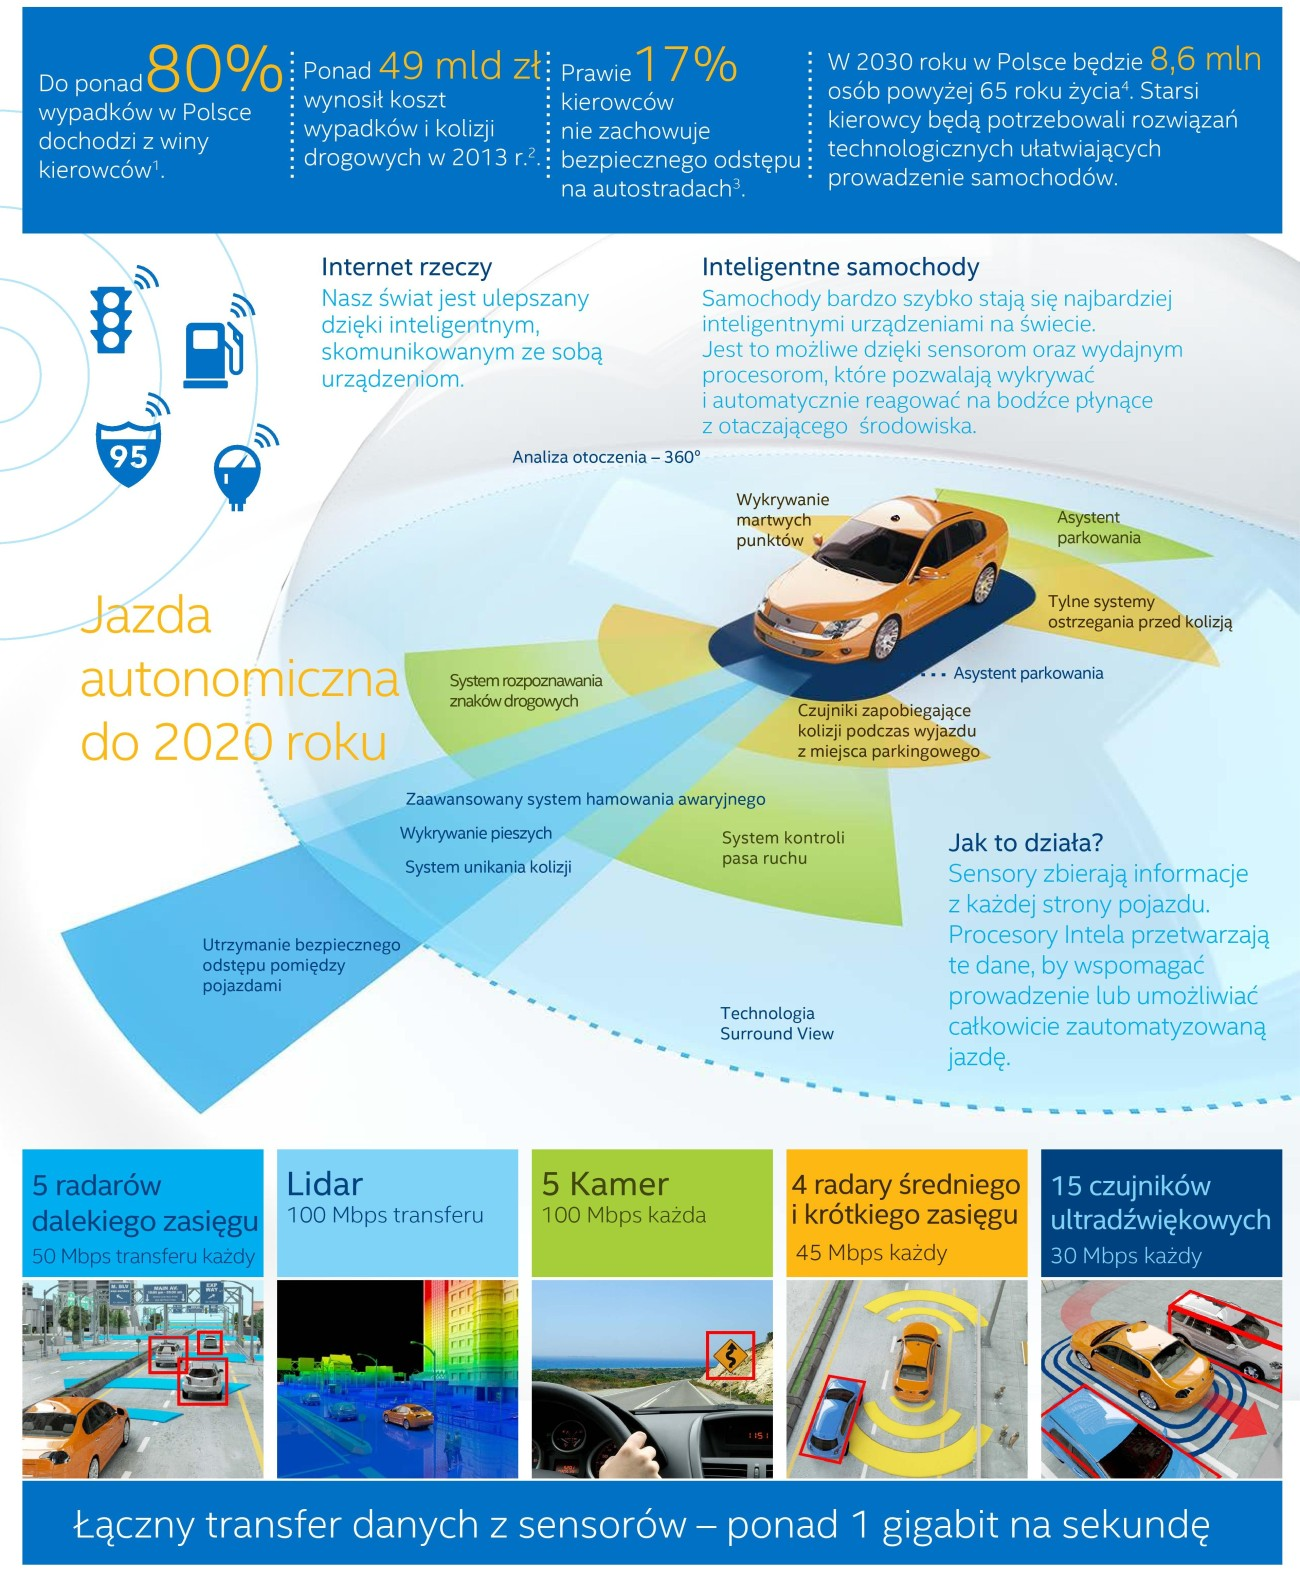 Do ponad 80%
wypadków w Polsce
dochodzi z winy
kierowców¹.
Ponad 49 mld zł
wynosił koszt
wypadków i kolizji
drogowych w 2013 r.².
Prawie 17%
kierowców
nie zachowuje
bezpiecznego odstępu
na autostradach³.
W 2030 roku w Polsce będzie 8,6 mln
osób powyżej 65 roku życia⁴. Starsi
kierowcy będą potrzebowali rozwiązań
technologicznych ułatwiających
prowadzenie samochodów.
Internet rzeczy
Nasz świat jest ulepszany
dzięki inteligentnym,
skomunikowanym ze sobą
urządzeniom.
Inteligentne samochody
Samochody bardzo szybko stają się najbardziej
inteligentnymi urządzeniami na świecie.
Jest to możliwe dzięki sensorom oraz wydajnym
procesorom, które pozwalają wykrywać
i automatycznie reagować na bodźce płynące
z otaczającego środowiska.
95
Analiza otoczenia – 360°
Wykrywanie
martwych
punktów
Asystent
parkowania
Tylne systemy
ostrzegania przed kolizją
Asystent parkowania
Jazda
autonomiczna
do 2020 roku
System rozpoznawania
znaków drogowych
Czujniki zapobiegające
kolizji podczas wyjazdu
z miejsca parkingowego
Zaawansowany system hamowania awaryjnego
Wykrywanie pieszych
System unikania kolizji
System kontroli
pasa ruchu
Utrzymanie bezpiecznego
odstępu pomiędzy
pojazdami
Technologia
Surround View
Jak to działa?
Sensory zbierają informacje
z każdej strony pojazdu.
Procesory Intela przetwarzają
te dane, by wspomagać
prowadzenie lub umożliwiać
całkowicie zautomatyzowaną
jazdę.
5 radarów
dalekiego zasięgu
50 Mbps transferu każdy
Lidar
100 Mbps transferu
5 Kamer
100 Mbps każda
4 radary średniego
i krótkiego zasięgu
45 Mbps każdy
15 czujników
ultradźwiękowych
30 Mbps każdy
Łączny transfer danych z sensorów – ponad 1 gigabit na sekundę